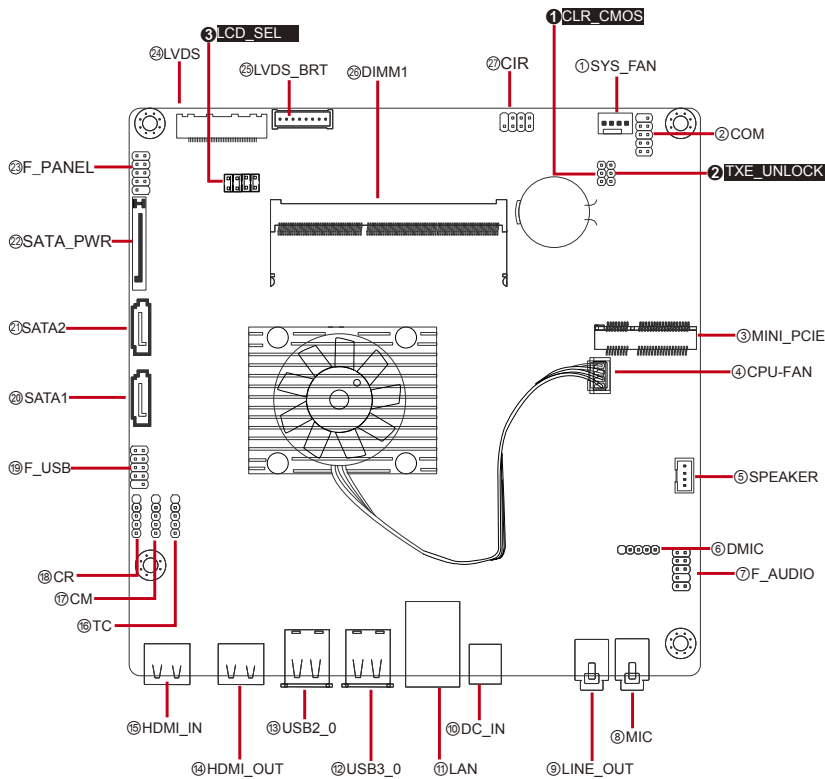 ❸LCD_SEL
❶CLR_CMOS
㉔LVDS
㉕LVDS_BRT
㉖DIMM1
㉗CIR
①SYS_FAN
②COM
㉓F_PANEL
❷TXE_UNLOCK
㉒SATA_PWR
㉑SATA2
③MINI_PCIE
④CPU-FAN
⑳SATA1
⑲F_USB
⑤SPEAKER
⑥DMIC
⑱CR
⑦F_AUDIO
⑰CM
⑯TC
⑮HDMI_IN
⑬USB2_0
⑩DC_IN
⑧MIC
⑭HDMI_OUT
⑫USB3_0
⑪LAN
⑨LINE_OUT